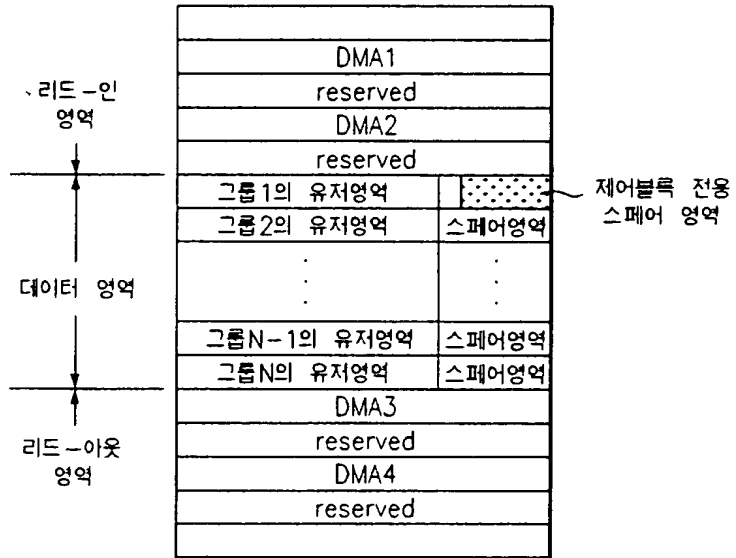 DMA1
reserved
리드-인
영역
DMA2
reserved
그룹1의 유저영역
제어블록 전용
스페어 영역
그룹2의 유저영역 스페어영역
데이터 영역
그룹N-1의 유저영역 스페어영역
그룹N의 유저영역 스페어영역
DMA3
리드-아웃
영역
reserved
DMA4
reserved